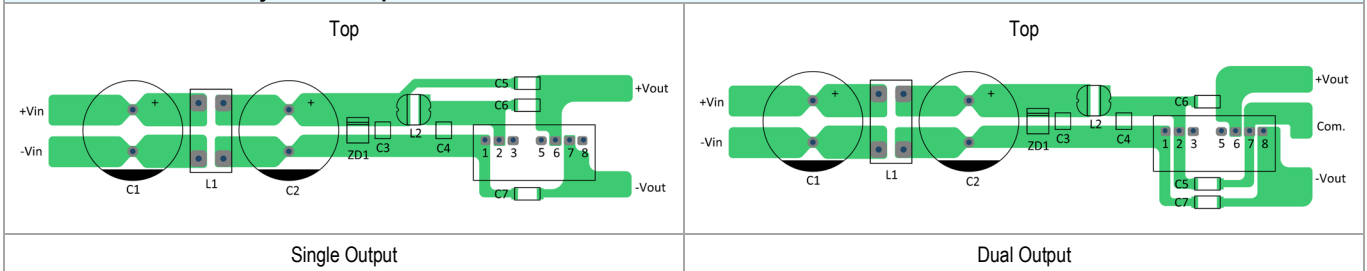 Top
+Vin
-Vin
+
+
C1
L1
C2
ZD1
C3
L2
C4
C5
C6
C7
1 2 3 5 6 7 8
+Vout
-Vout
Single Output
Top
+Vin
-Vin
+
+
C1
L1
C2
ZD1
C3
L2
C4
C6
1 2 3 5 6 7 8
C5
C7
+Vout
Com.
-Vout
Dual Output